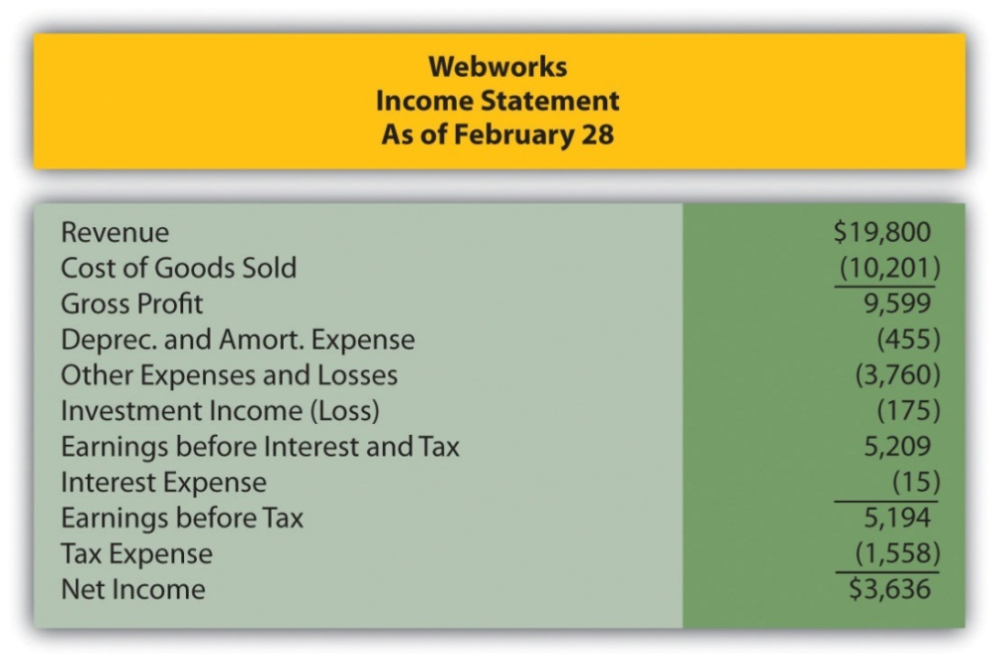 Webworks
Income Statement
As of February 28
Revenue $19,800
Cost of Goods Sold (10,201)
Gross Profit 9,599
Deprec. and Amort. Expense (455)
Other Expenses and Losses (3,760)
Investment Income (Loss) (175)
Earnings before Interest and Tax 5,209
Interest Expense (15)
Earnings before Tax 5,194
Tax Expense (1,558)
Net Income $3,636